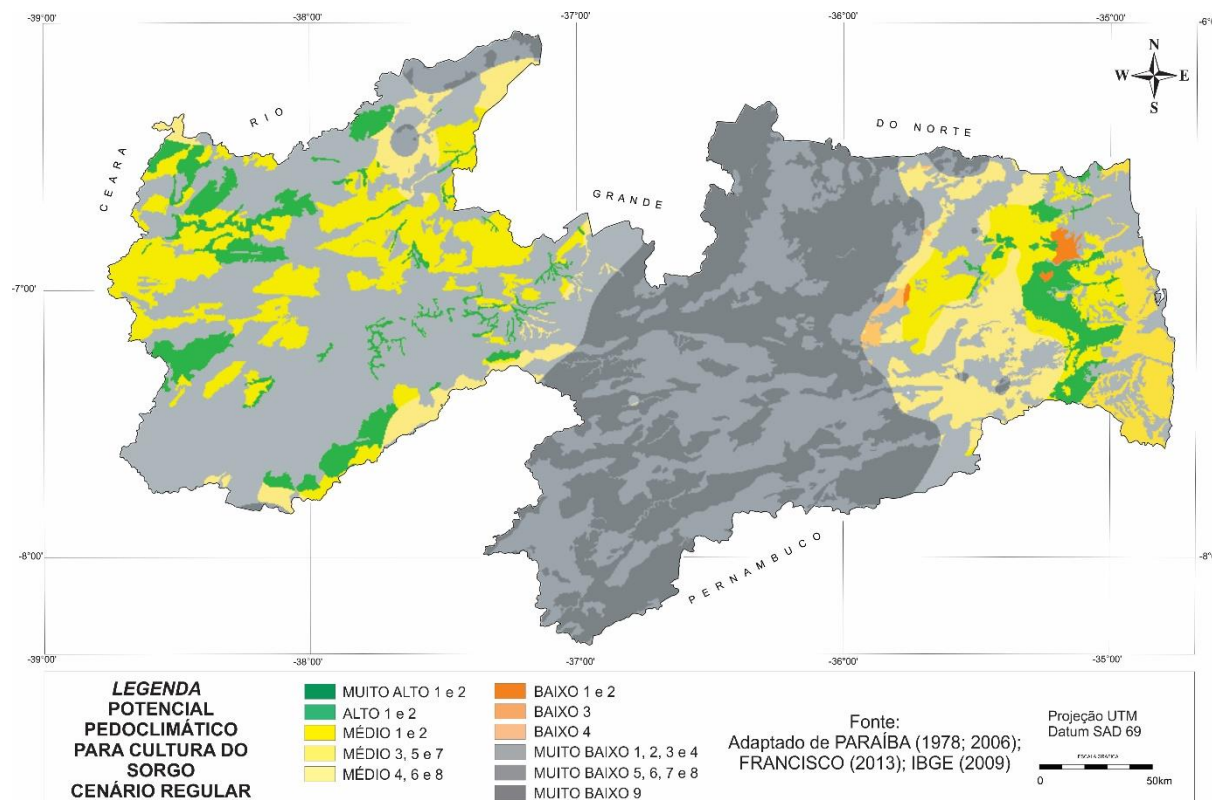 -39°00'
-38°00'
-37°00'
-36°00'
-35°00'
N
W
E
S
RIO
DO NORTE
CEARA
GRANDE
-7°00'
-8°00'
PERNAMBUCO
-39°00'
-38°00'
-37°00'
-36°00'
-35°00'
LEGENDA
POTENCIAL
PEDOCLIMÁTICO
PARA CULTURA DO
SORGO
CENÁRIO REGULAR
MUITO ALTO 1 e 2
ALTO 1 e 2
MÉDIO 1 e 2
MÉDIO 3, 5 e 7
MÉDIO 4, 6 e 8
BAIXO 1 e 2
BAIXO 3
BAIXO 4
MUITO BAIXO 1, 2, 3 e 4
MUITO BAIXO 5, 6, 7 e 8
MUITO BAIXO 9
Fonte:
Adaptado de PARAÍBA (1978; 2006);
FRANCISCO (2013); IBGE (2009)
Projeção UTM
Datum SAD 69
ESCALA GRÁFICA
0
50km